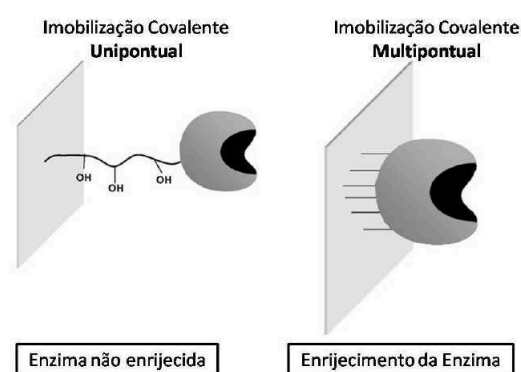 Imobilização Covalente
Unipontual
Imobilização Covalente
Multipontual
OH
OH
OH
Enzima não enrijecida
Enrijecimento da Enzima